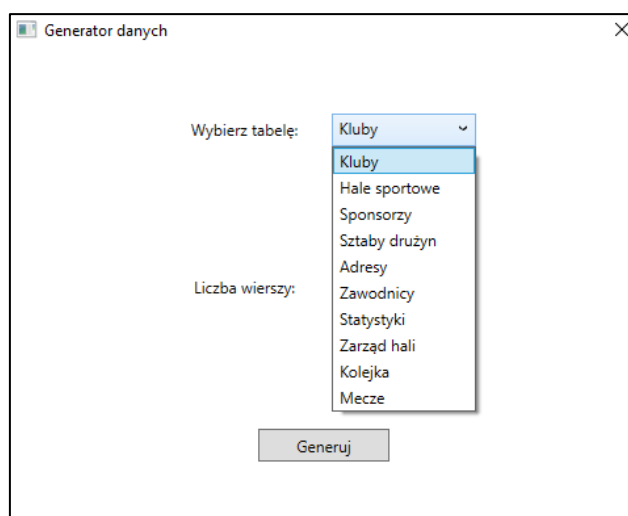 Generator danych
Wybierz tabelę:
Kluby
Kluby
Hale sportowe
Sponsorzy
Sztaby drużyn
Adresy
Zawodnicy
Liczba wierszy:
Statystyki
Zarząd hali
Kolejka
Mecze
Generuj